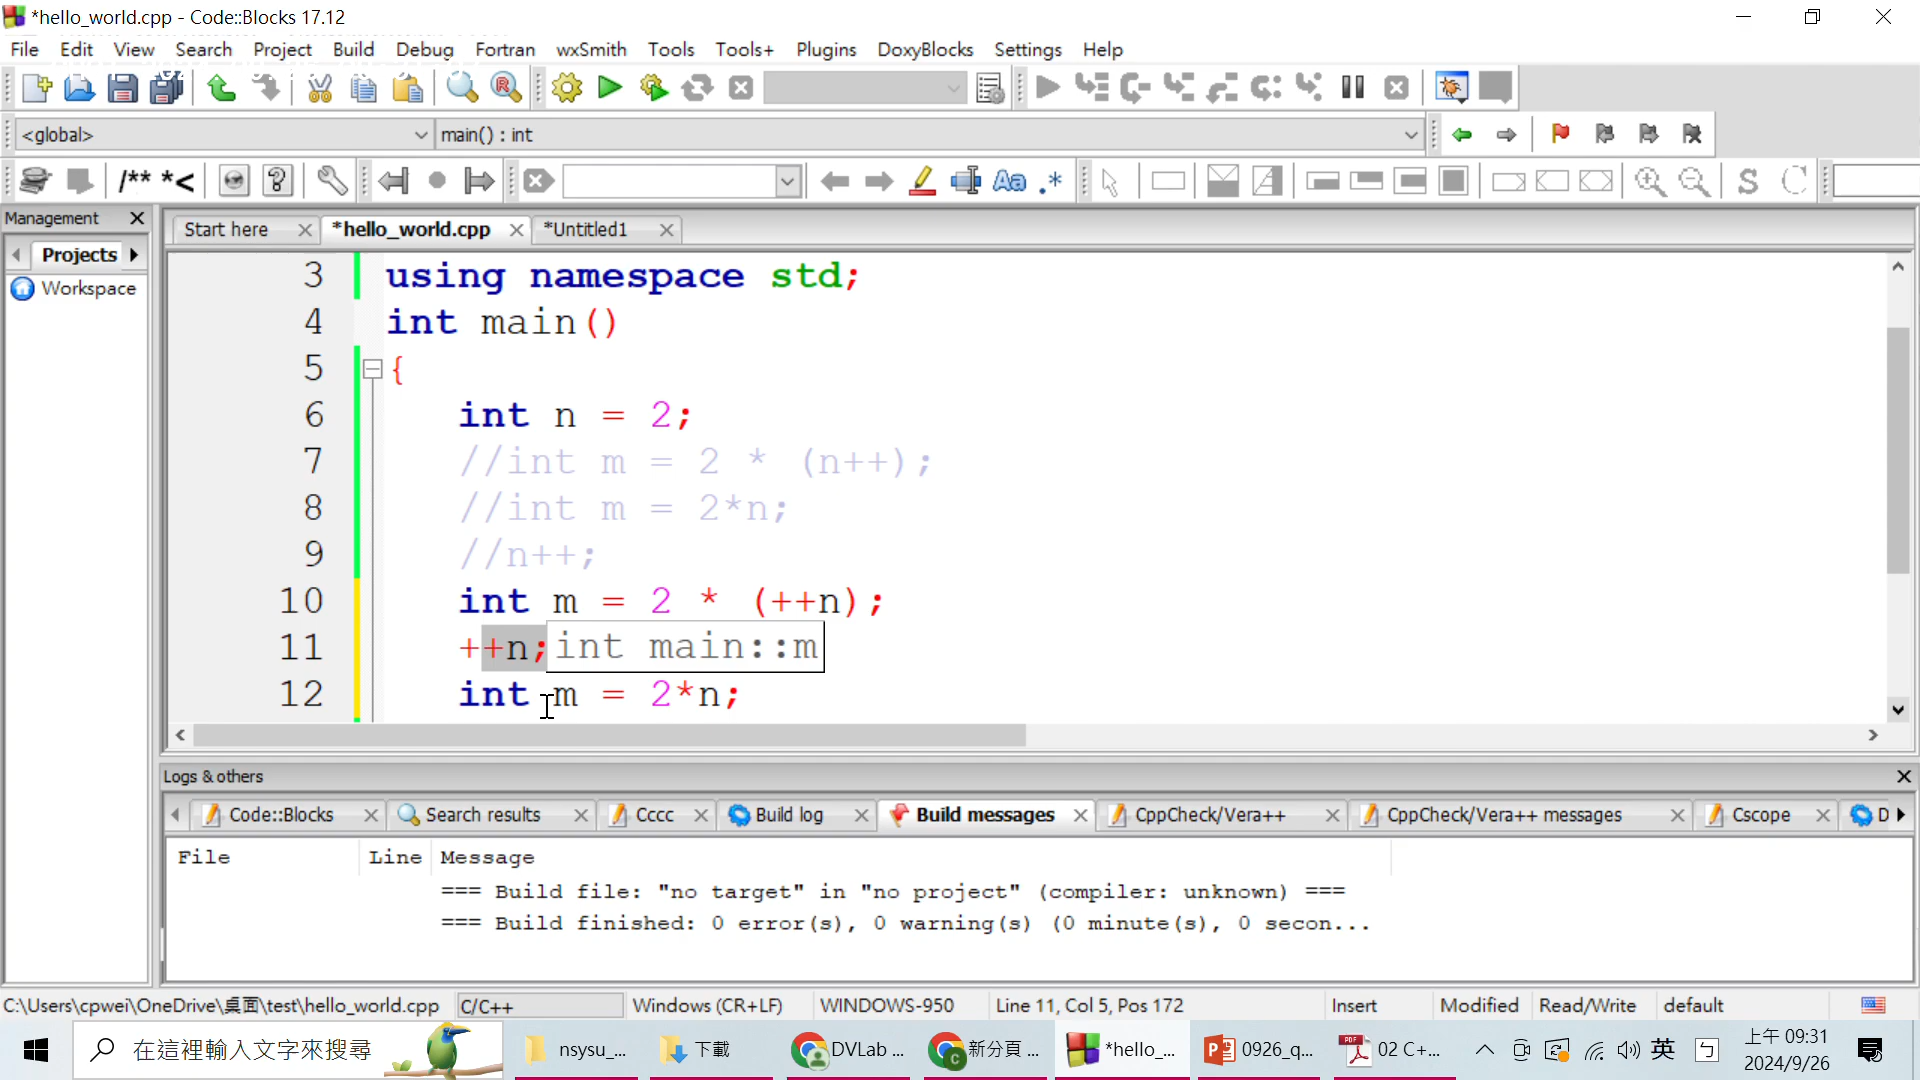 *hello_world.cpp - Code::Blocks 17.12
File Edit View Search Project Build Debug Fortran wxSmith Tools Tools+ Plugins DoxyBlocks Settings Help
<global> main() : int
/** *<
Management
Start here *hello_world.cpp *Untitled1
Projects
Workspace
3 using namespace std;
4 int main()
5 {
6 int n = 2;
7 //int m = 2 * (n++);
8 //int m = 2*n;
9 //n++;
10 int m = 2 * (++n);
11 ++n; int main::m
12 int m = 2*n;
Logs & others
Code::Blocks Search results Cccc Build log Build messages CppCheck/Vera++ CppCheck/Vera++ messages Cscope D
File Line Message
=== Build file: "no target" in "no project" (compiler: unknown) ===
=== Build finished: 0 error(s), 0 warning(s) (0 minute(s), 0 secon...
C:\Users\cpwei\OneDrive\桌面\test\hello_world.cpp C/C++ Windows (CR+LF) WINDOWS-950 Line 11, Col 5, Pos 172 Insert Modified Read/Write default
在這裡輸入文字來搜尋 nsysu_... 下載 DVLab ... 新分頁 ... *hello_... 0926_q... 02 C+... 英 上午 09:31
2024/9/26